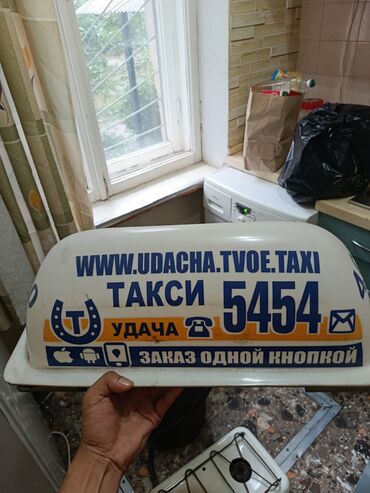 WWW.UDACHA.TVOE.TAXI
ТАКСИ 5454
Т УДАЧА
ЗАКАЗ ОДНОЙ КНОПКОЙ